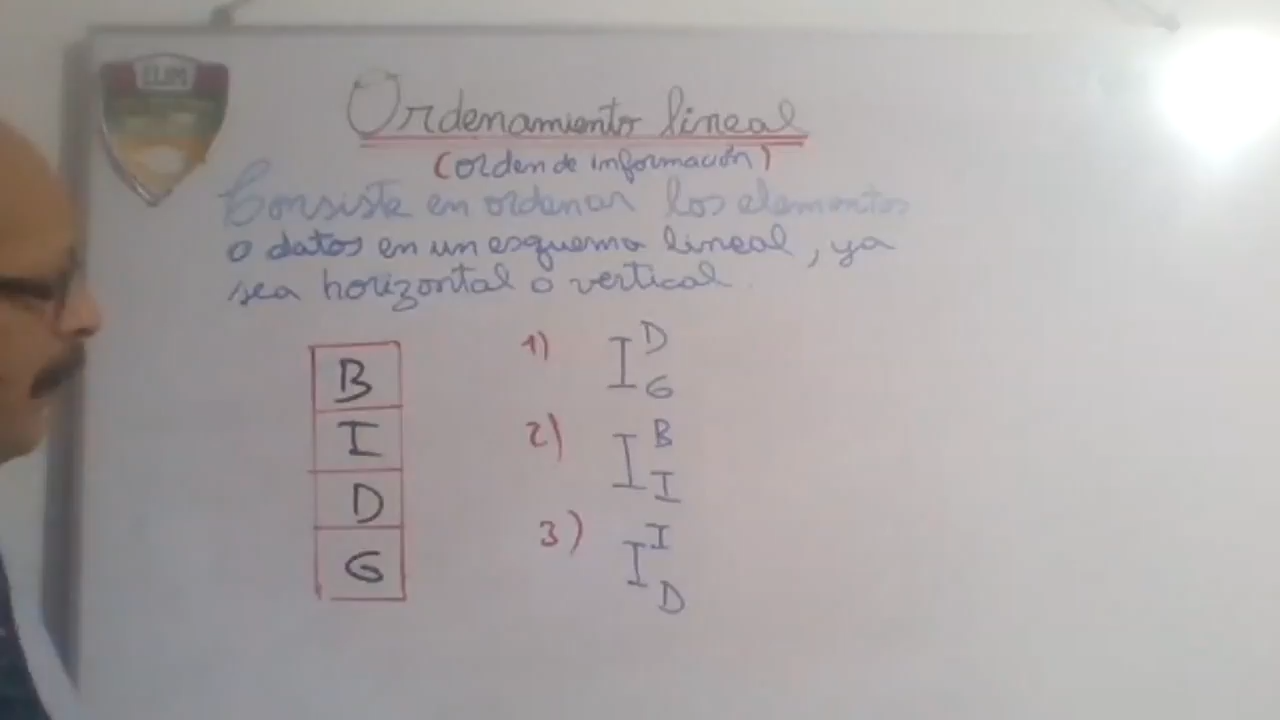 ELIM
Ordenamiento lineal
(orden de información)
Consiste en ordenar los elementos
o datos en un esquema lineal, ya
sea horizontal o vertical.
B
I
D
G
1) I D G
2) I B I
3) I I D